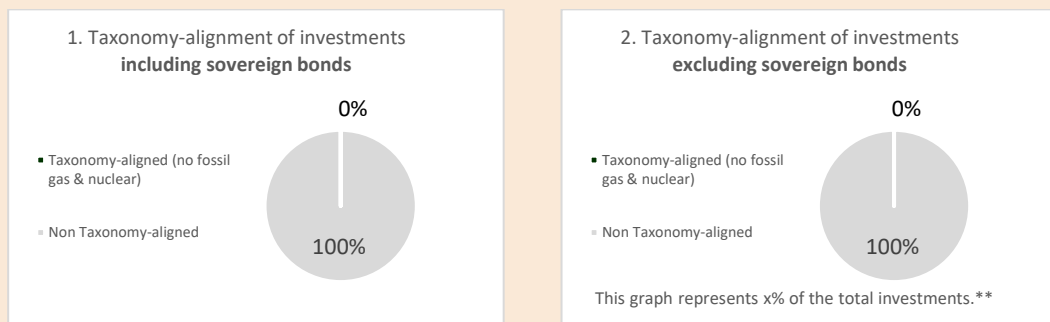 1. Taxonomy-alignment of investments
including sovereign bonds
0%
Taxonomy-aligned (no fossil
gas & nuclear)
Non Taxonomy-aligned
100%
2. Taxonomy-alignment of investments
excluding sovereign bonds
0%
Taxonomy-aligned (no fossil
gas & nuclear)
Non Taxonomy-aligned
100%
This graph represents x% of the total investments.**